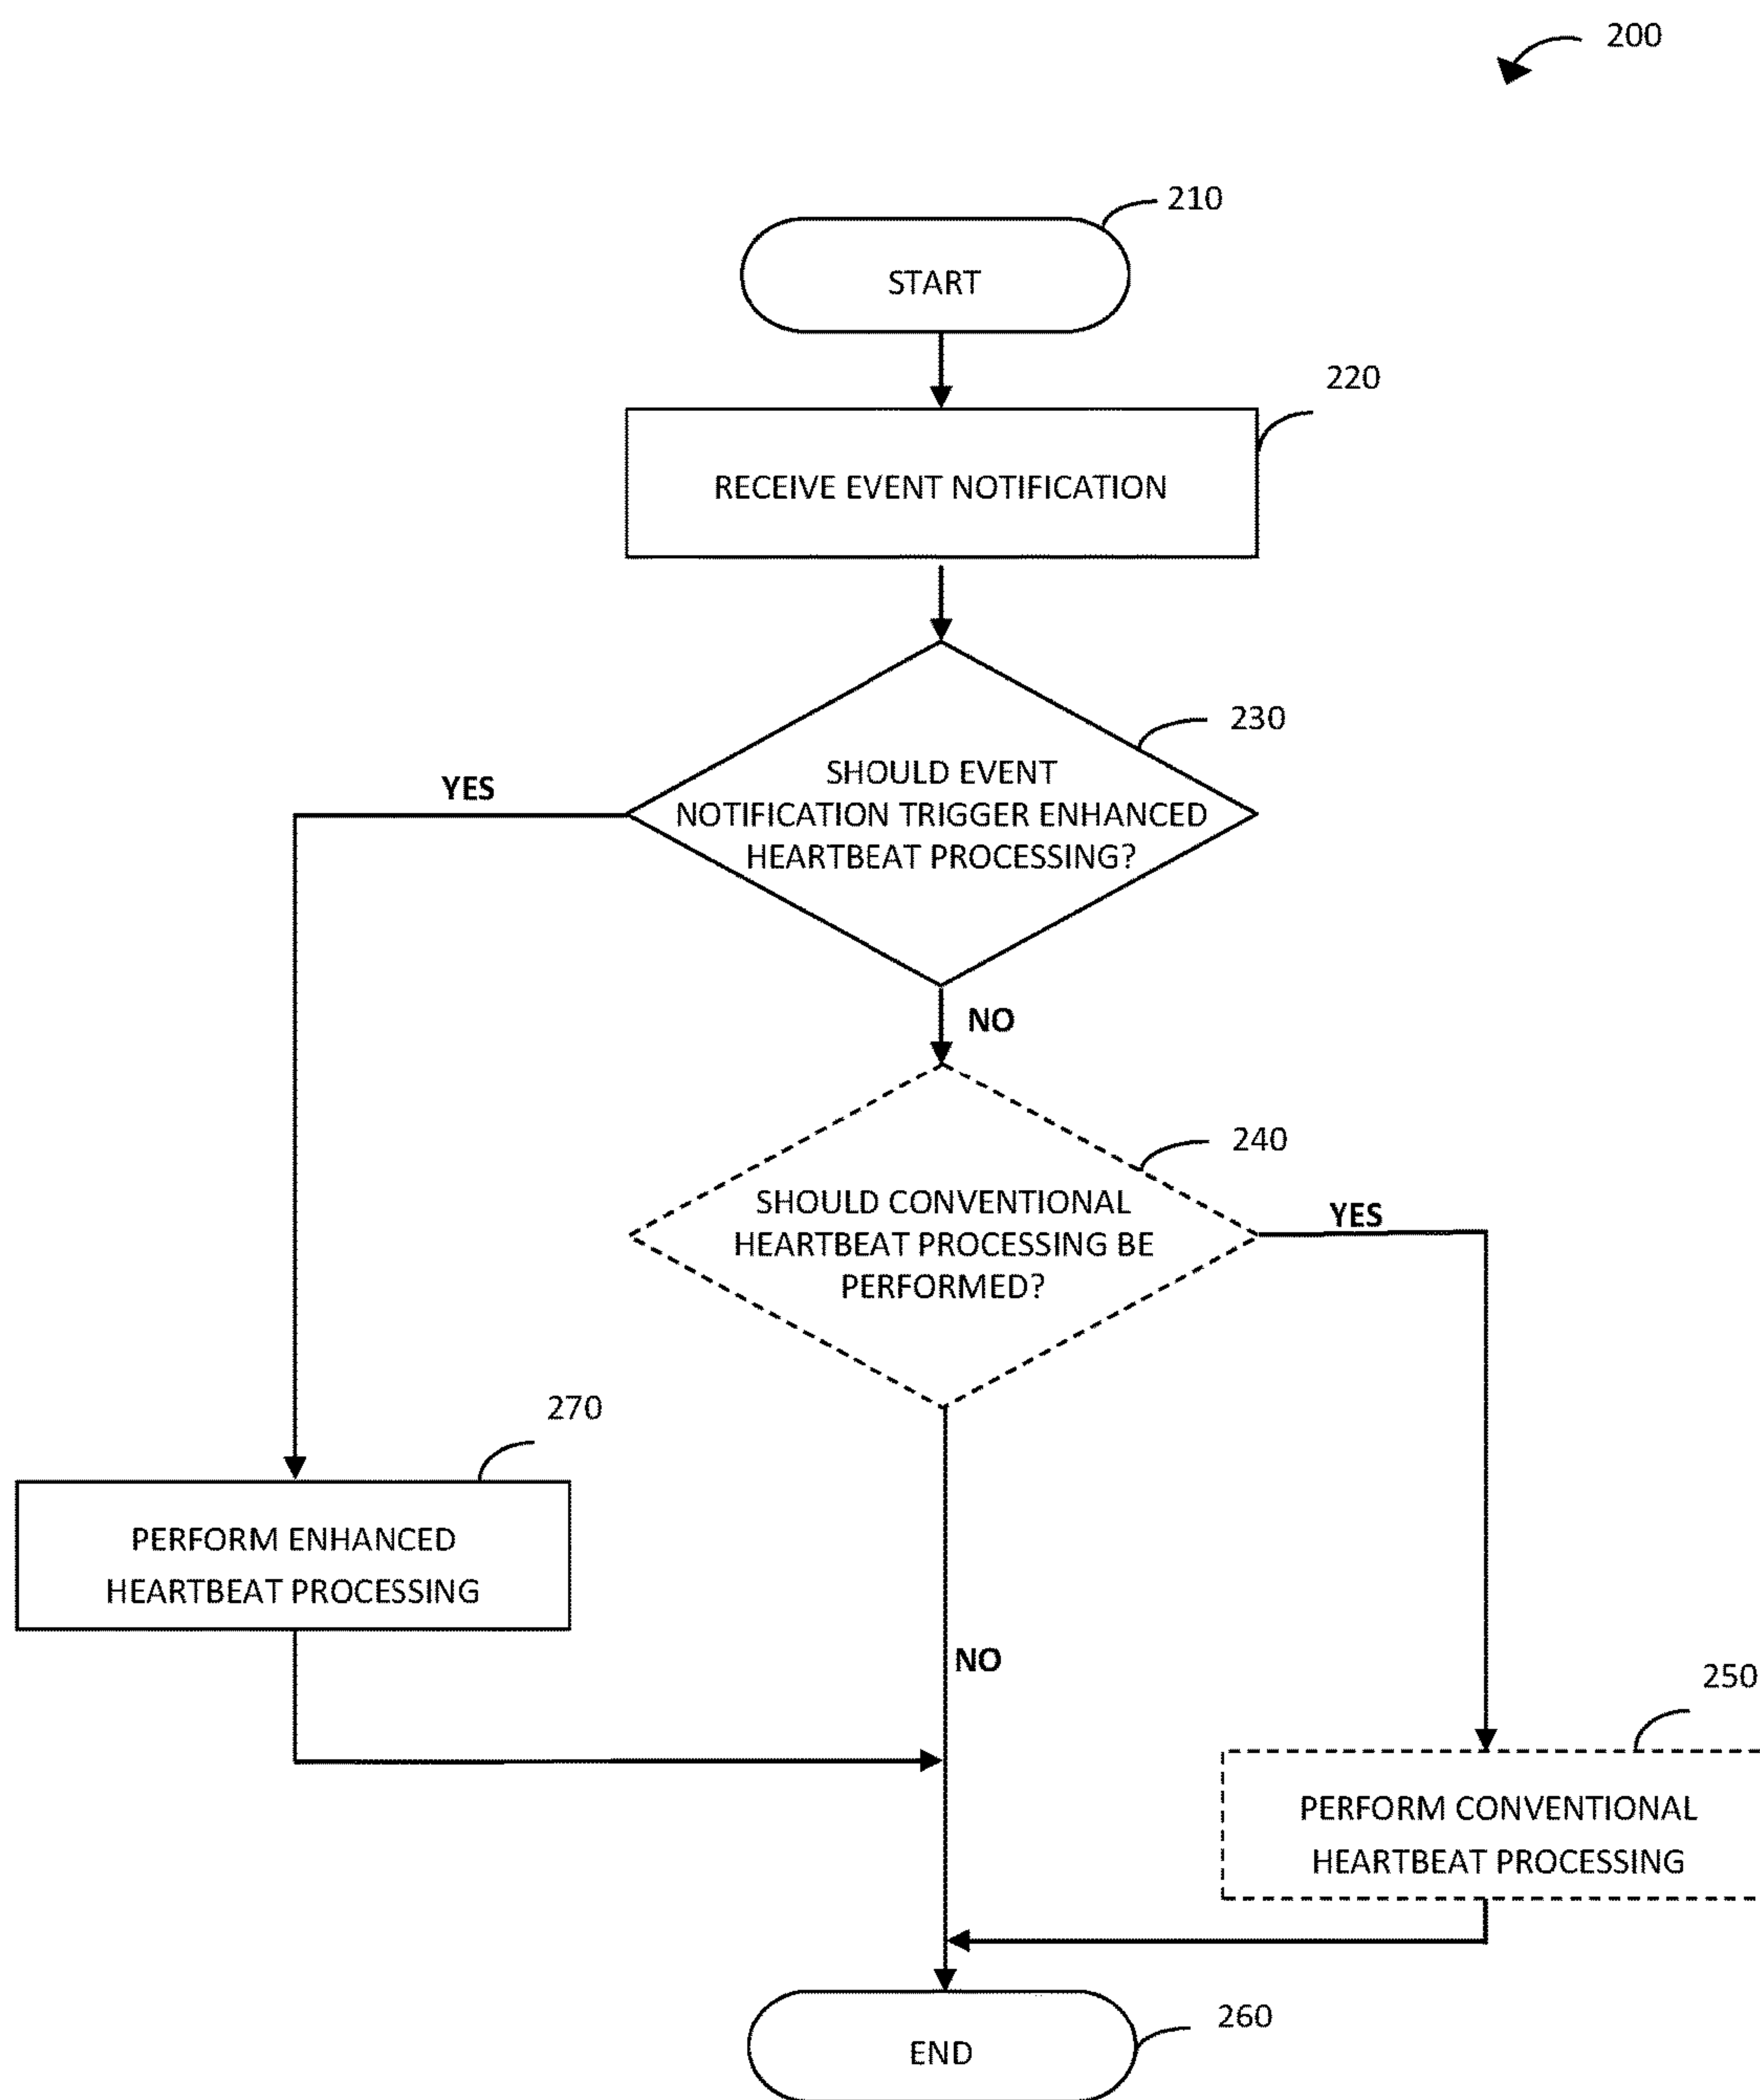 200
210
START
220
RECEIVE EVENT NOTIFICATION
230
SHOULD EVENT
NOTIFICATION TRIGGER ENHANCED
HEARTBEAT PROCESSING?
YES
NO
240
SHOULD CONVENTIONAL
HEARTBEAT PROCESSING BE
PERFORMED?
YES
270
PERFORM ENHANCED
HEARTBEAT PROCESSING
NO
250
PERFORM CONVENTIONAL
HEARTBEAT PROCESSING
260
END